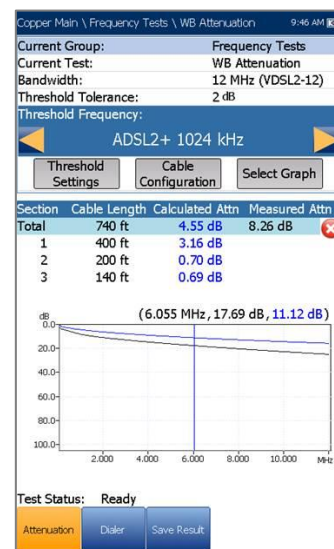 Copper Main \ Frequency Tests \ WB Attenuation 9:46 AM
Current Group: Frequency Tests
Current Test: WB Attenuation
Bandwidth: 12 MHz (VDSL2-12)
Threshold Tolerance: 2 dB
Threshold Frequency:
ADSL2+ 1024 kHz
Threshold Settings Cable Configuration Select Graph
Section Cable Length Calculated Attn Measured Attn
Total 740 ft 4.55 dB 8.26 dB
1 400 ft 3.16 dB
2 200 ft 0.70 dB
3 140 ft 0.69 dB
(6.055 MHz, 17.69 dB, 11.12 dB)
dB
0.0
20.0
40.0
60.0
80.0
100.0
2.000 4.000 6.000 8.000 10.000 MHz
Test Status: Ready
Attenuation Dialer Save Result